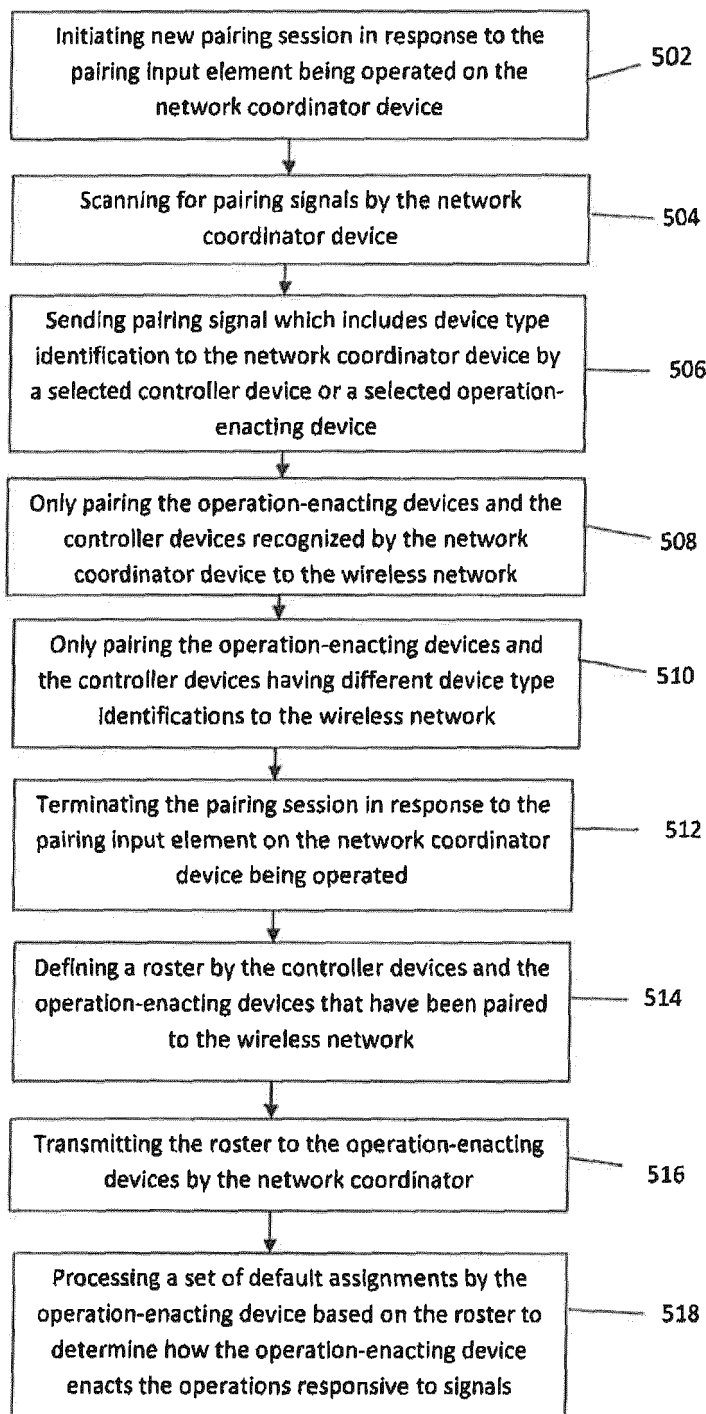 Initiating new pairing session in response to the
pairing input element being operated on the
network coordinator device
502
Scanning for pairing signals by the network
coordinator device
504
Sending pairing signal which includes device type
identification to the network coordinator device by
a selected controller device or a selected operation-
enacting device
506
Only pairing the operation-enacting devices and the
controller devices recognized by the network
coordinator device to the wireless network
508
Only pairing the operation-enacting devices and
the controller devices having different device type
identifications to the wireless network
510
Terminating the pairing session in response to the
pairing input element on the network coordinator
device being operated
512
Defining a roster by the controller devices and the
operation-enacting devices that have been paired
to the wireless network
514
Transmitting the roster to the operation-enacting
devices by the network coordinator
516
Processing a set of default assignments by the
operation-enacting device based on the roster to
determine how the operation-enacting device
enacts the operations responsive to signals
518